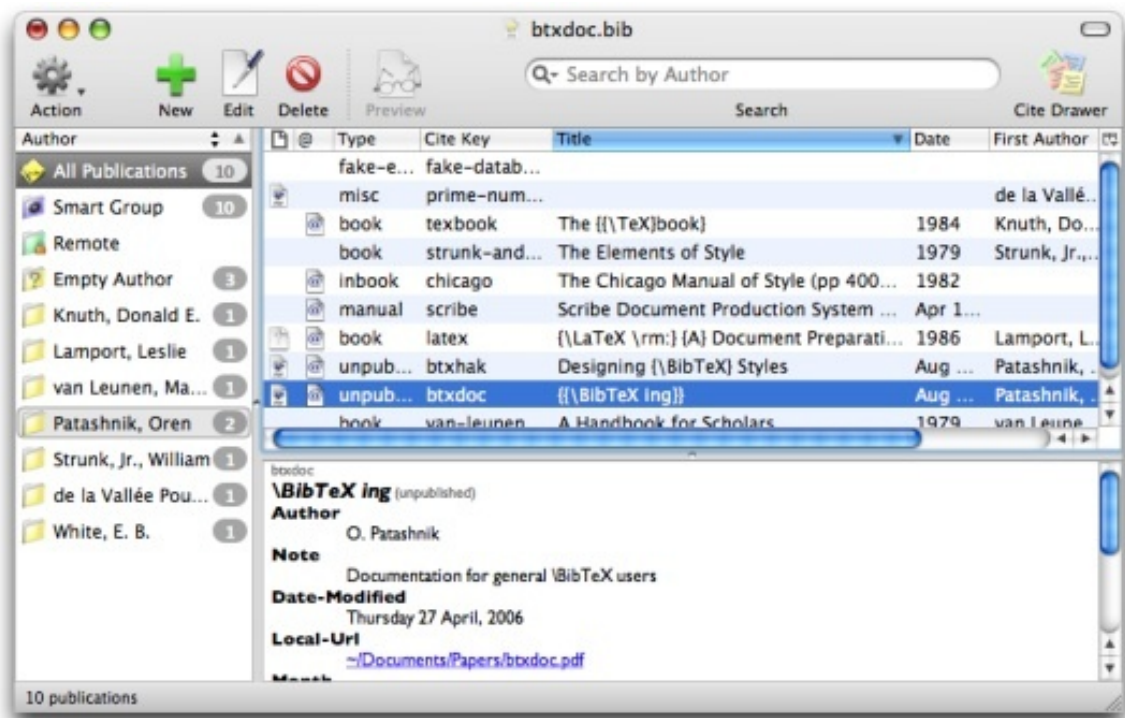 btxdoc.bib
Action New Edit Delete Preview Search by Author Search Cite Drawer
Author
All Publications 10
Smart Group 10
Remote
Empty Author 3
Knuth, Donald E. 1
Lamport, Leslie 1
van Leunen, Ma... 1
Patashnik, Oren 2
Strunk, Jr., William 1
de la Vallée Pou... 1
White, E. B. 1
@ Type Cite Key Title Date First Author
fake-e... fake-datab...
misc prime-num... de la Vallé...
book texbook The {{\TeX}book} 1984 Knuth, Do...
book strunk-and... The Elements of Style 1979 Strunk, Jr.,...
inbook chicago The Chicago Manual of Style (pp 400... 1982
manual scribe Scribe Document Production System ... Apr 1...
book latex {\LaTeX \rm:} {A} Document Preparati... 1986 Lamport, L...
unpub... btxhak Designing {\BibTeX} Styles Aug ... Patashnik, ...
unpub... btxdoc {{\BibTeX ing}} Aug ... Patashnik, ...
book van-leunen A Handbook for Scholars 1979 van Leune
btxdoc
\BibTeX ing (unpublished)
Author
O. Patashnik
Note
Documentation for general \BibTeX users
Date-Modified
Thursday 27 April, 2006
Local-Url
~/Documents/Papers/btxdoc.pdf
Month
10 publications